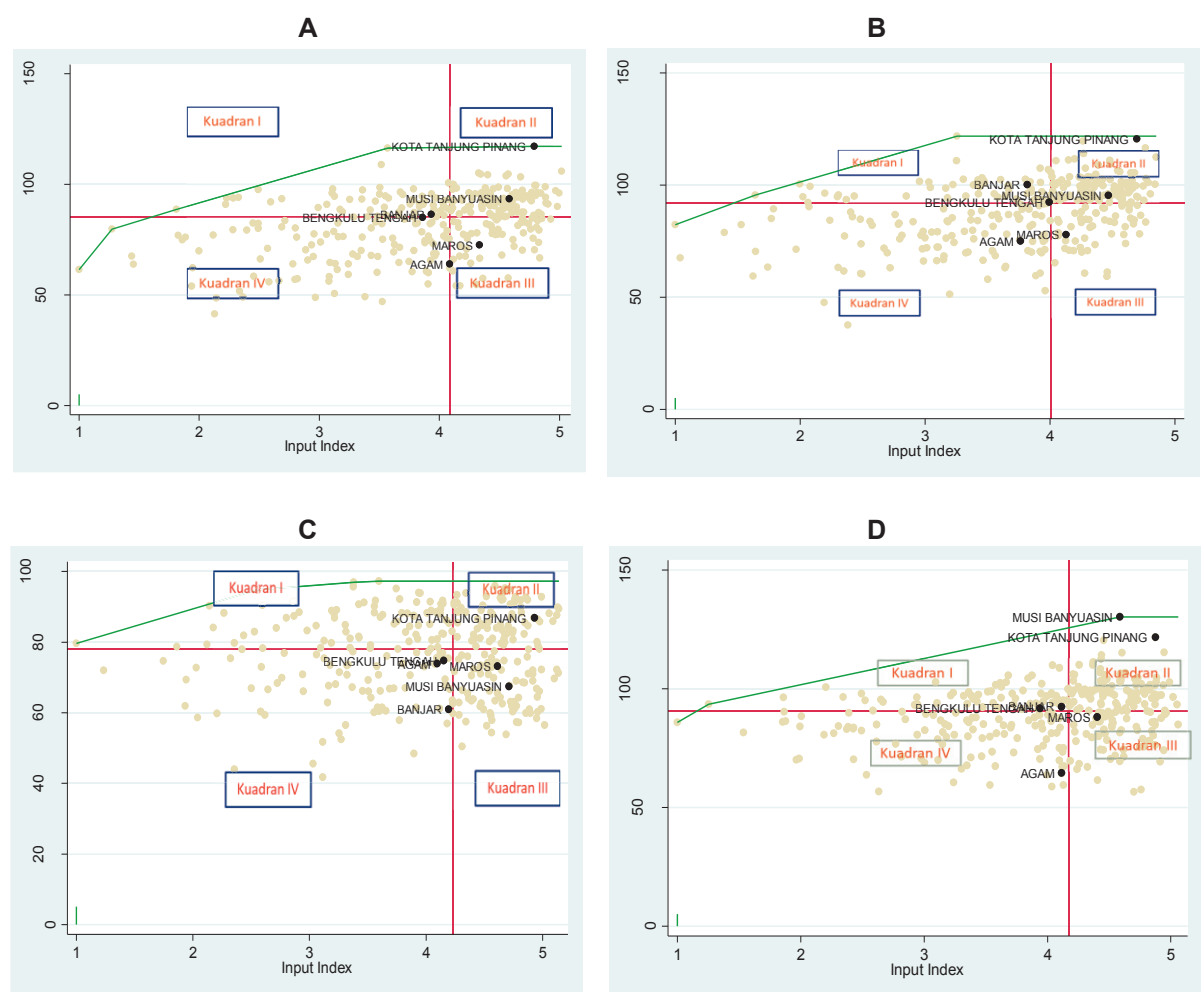 A
150
100
50
0
Kuadran I
Kuadran II
KOTA TANJUNG PINANG
MUSI BANYUASIN
BANJAR
BENGKULU TENGAH
MAROS
AGAM
Kuadran IV
Kuadran III
1 2 3 4 5
Input Index
B
150
100
50
0
KOTA TANJUNG PINANG
Kuadran I
Kuadran II
BANJAR
MUSI BANYUASIN
BENGKULU TENGAH
AGAM
MAROS
Kuadran IV
Kuadran III
1 2 3 4 5
Input Index
C
100
80
60
40
20
0
Kuadran I
Kuadran II
KOTA TANJUNG PINANG
BENGKULU TENGAH
AGAM
MAROS
MUSI BANYUASIN
BANJAR
Kuadran IV
Kuadran III
1 2 3 4 5
Input Index
D
150
100
50
0
MUSI BANYUASIN
KOTA TANJUNG PINANG
Kuadran I
Kuadran II
BENGKULU TENGAH
BANJAR
MAROS
Kuadran IV
Kuadran III
AGAM
1 2 3 4 5
Input Index